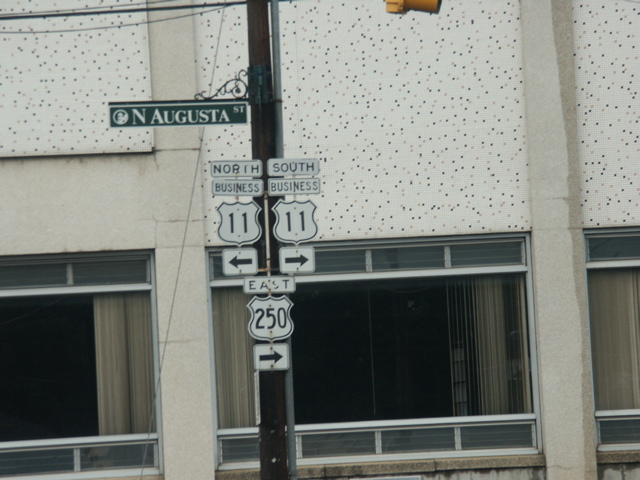 N AUGUSTA ST
NORTH SOUTH
BUSINESS BUSINESS
11 11
EAST
250